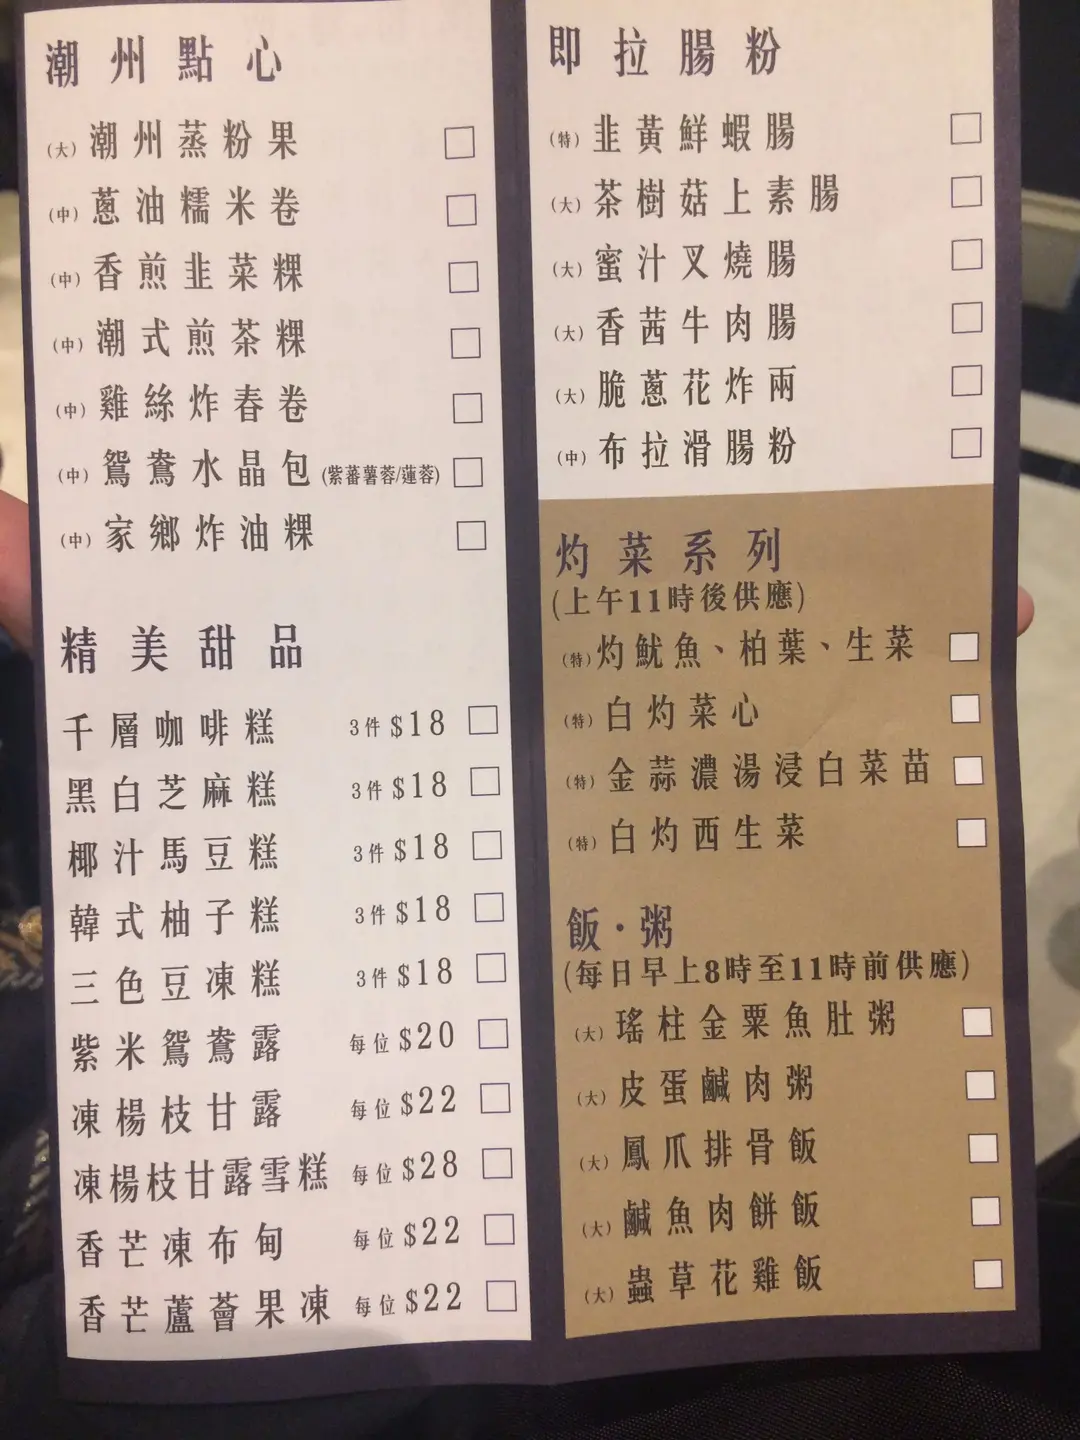 潮州點心
(大) 潮州蒸粉果
(中) 蔥油糯米卷
(中) 香煎韭菜粿
(中) 潮式煎茶粿
(中) 雞絲炸春卷
(中) 鴛鴦水晶包 (紫蕃薯蓉/蓮蓉)
(中) 家鄉炸油粿
精美甜品
千層咖啡糕 3件 $18
黑白芝麻糕 3件 $18
椰汁馬豆糕 3件 $18
韓式柚子糕 3件 $18
三色豆凍糕 3件 $18
紫米鴛鴦露 每位 $20
凍楊枝甘露 每位 $22
凍楊枝甘露雪糕 每位 $28
香芒凍布甸 每位 $22
香芒蘆薈果凍 每位 $22
即拉腸粉
(特) 韭黃鮮蝦腸
(大) 茶樹菇上素腸
(大) 蜜汁叉燒腸
(大) 香茜牛肉腸
(大) 脆蔥花炸兩
(中) 布拉滑腸粉
灼菜系列
(上午11時後供應)
(特) 灼魷魚、柏葉、生菜
(特) 白灼菜心
(特) 金蒜濃湯浸白菜苗
(特) 白灼西生菜
飯·粥
(每日早上8時至11時前供應)
(大) 瑤柱金粟魚肚粥
(大) 皮蛋鹹肉粥
(大) 鳳爪排骨飯
(大) 鹹魚肉餅飯
(大) 蟲草花雞飯